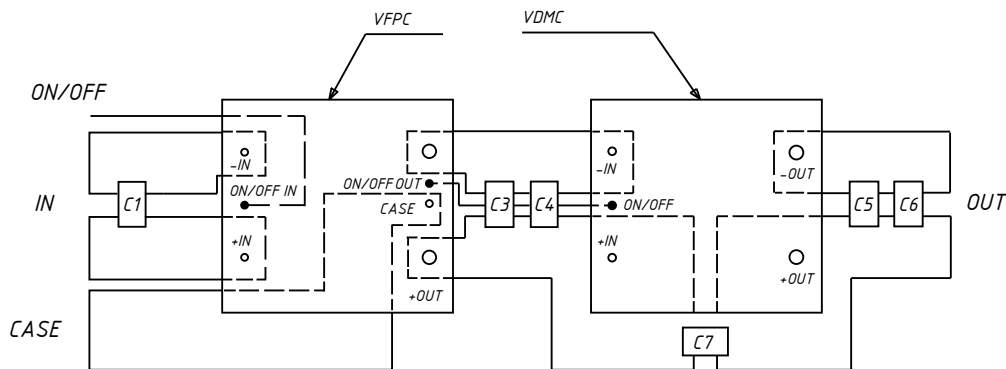 VFPC
VDMC
ON/OFF
-IN
ON/OFF IN
+IN
IN
C1
CASE
ON/OFF OUT
CASE
+OUT
C3
C4
-IN
ON/OFF
+IN
-OUT
+OUT
C5
C6
OUT
C7